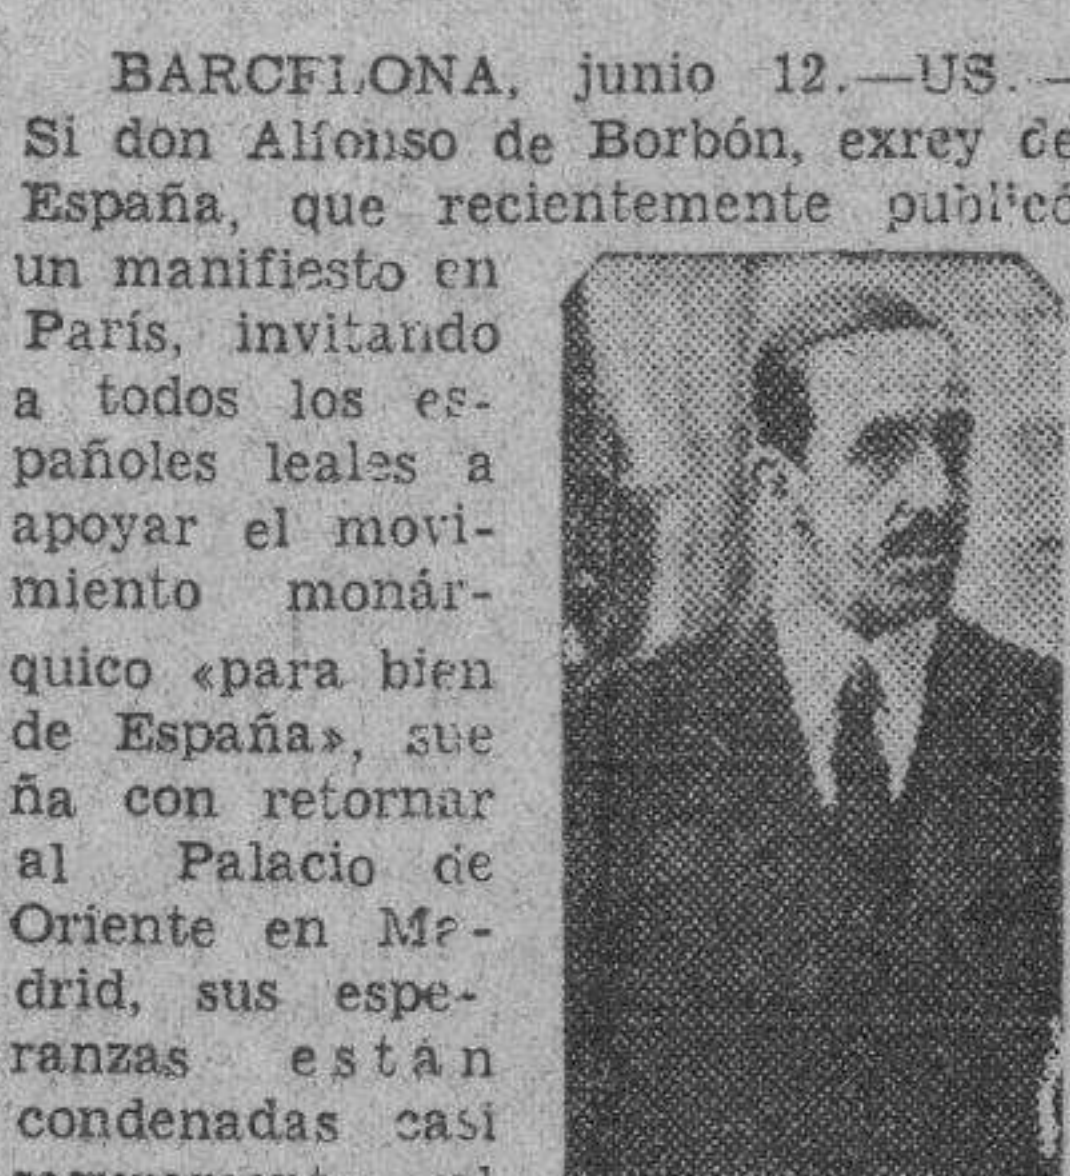 BARCELONA, junio 12.—US.—
Si don Alfonso de Borbón, exrey de
España, que recientemente publicó
un manifiesto en
París, invitando
a todos los es-
pañoles leales a
apoyar el movi-
miento monár-
quico «para bien
de España», sue
ña con retornar
al Palacio de
Oriente en Ma-
drid, sus espe-
ranzas están
condenadas casi